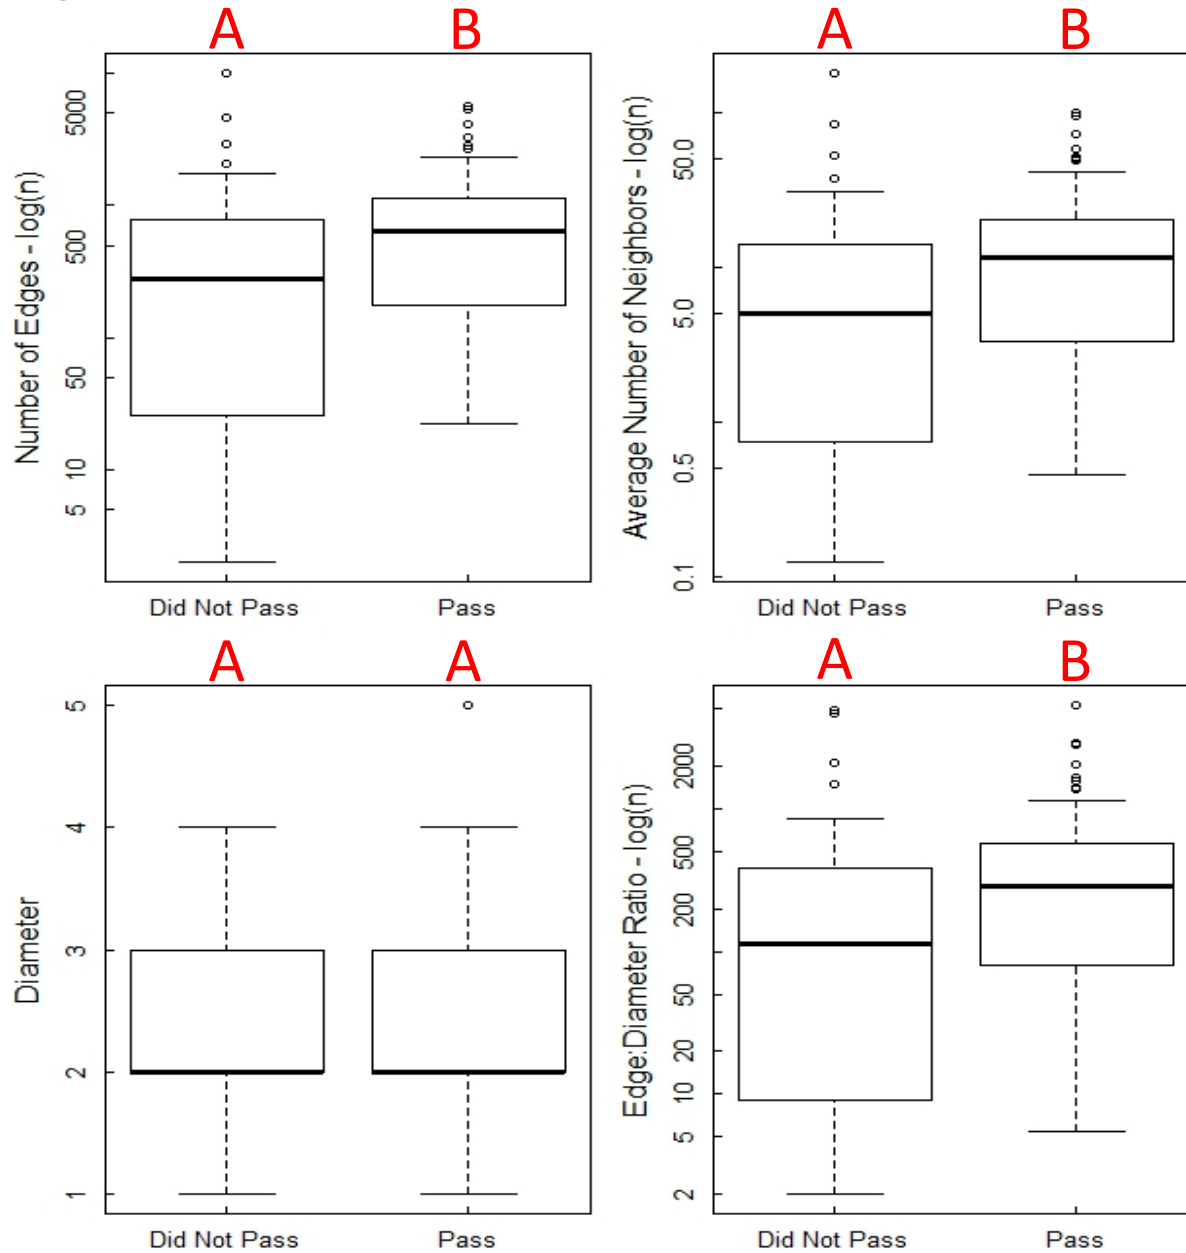 A
B
Number of Edges - log(n)
5000
500
50
10
5
Did Not Pass
Pass
A
B
Average Number of Neighbors - log(n)
50.0
5.0
0.5
0.1
Did Not Pass
Pass
A
A
Diameter
5
4
3
2
1
Did Not Pass
Pass
A
B
Edge:Diameter Ratio - log(n)
2000
500
200
50
20
10
5
2
Did Not Pass
Pass